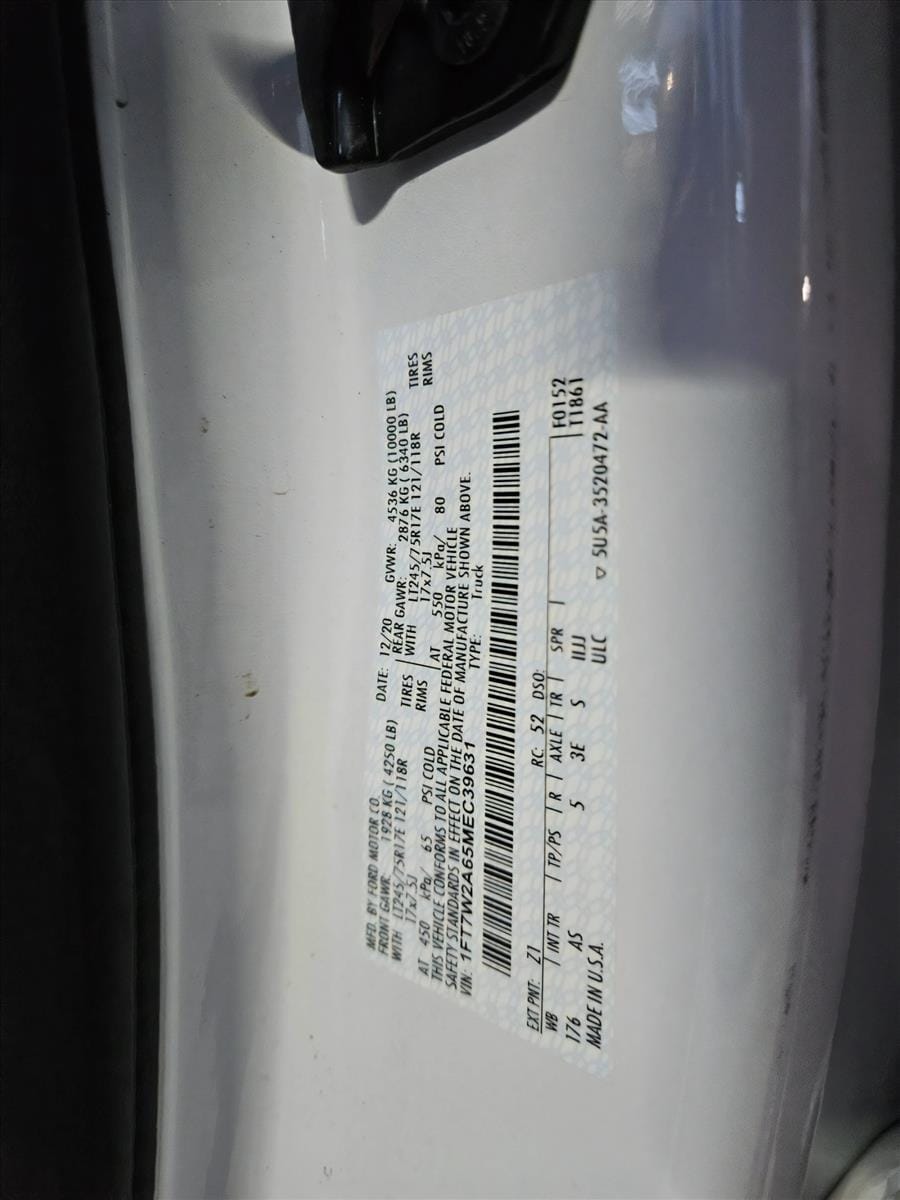 MFD. BY FORD MOTOR CO. DATE: 12/20 GVWR: 4536 KG (10000 LB)
FRONT GAWR: 1928 KG ( 4250 LB) REAR GAWR: 2876 KG ( 6340 LB)
WITH LT245/75R17E 121/118R TIRES WITH LT245/75R17E 121/118R TIRES
17x7.5J RIMS 17x7.5J RIMS
AT 450 kPa/ 65 PSI COLD AT 550 kPa/ 80 PSI COLD
THIS VEHICLE CONFORMS TO ALL APPLICABLE FEDERAL MOTOR VEHICLE
SAFETY STANDARDS IN EFFECT ON THE DATE OF MANUFACTURE SHOWN ABOVE.
VIN: 1FT7W2A65MEC39631 TYPE: Truck
EXT PNT: Z1 RC: 52 DSO: F0152
WB INT TR TP/PS R AXLE TR SPR T1861
176 AS 5 3E S IIJJ
MADE IN U.S.A. ULC ▽ 5U5A-3520472-AA